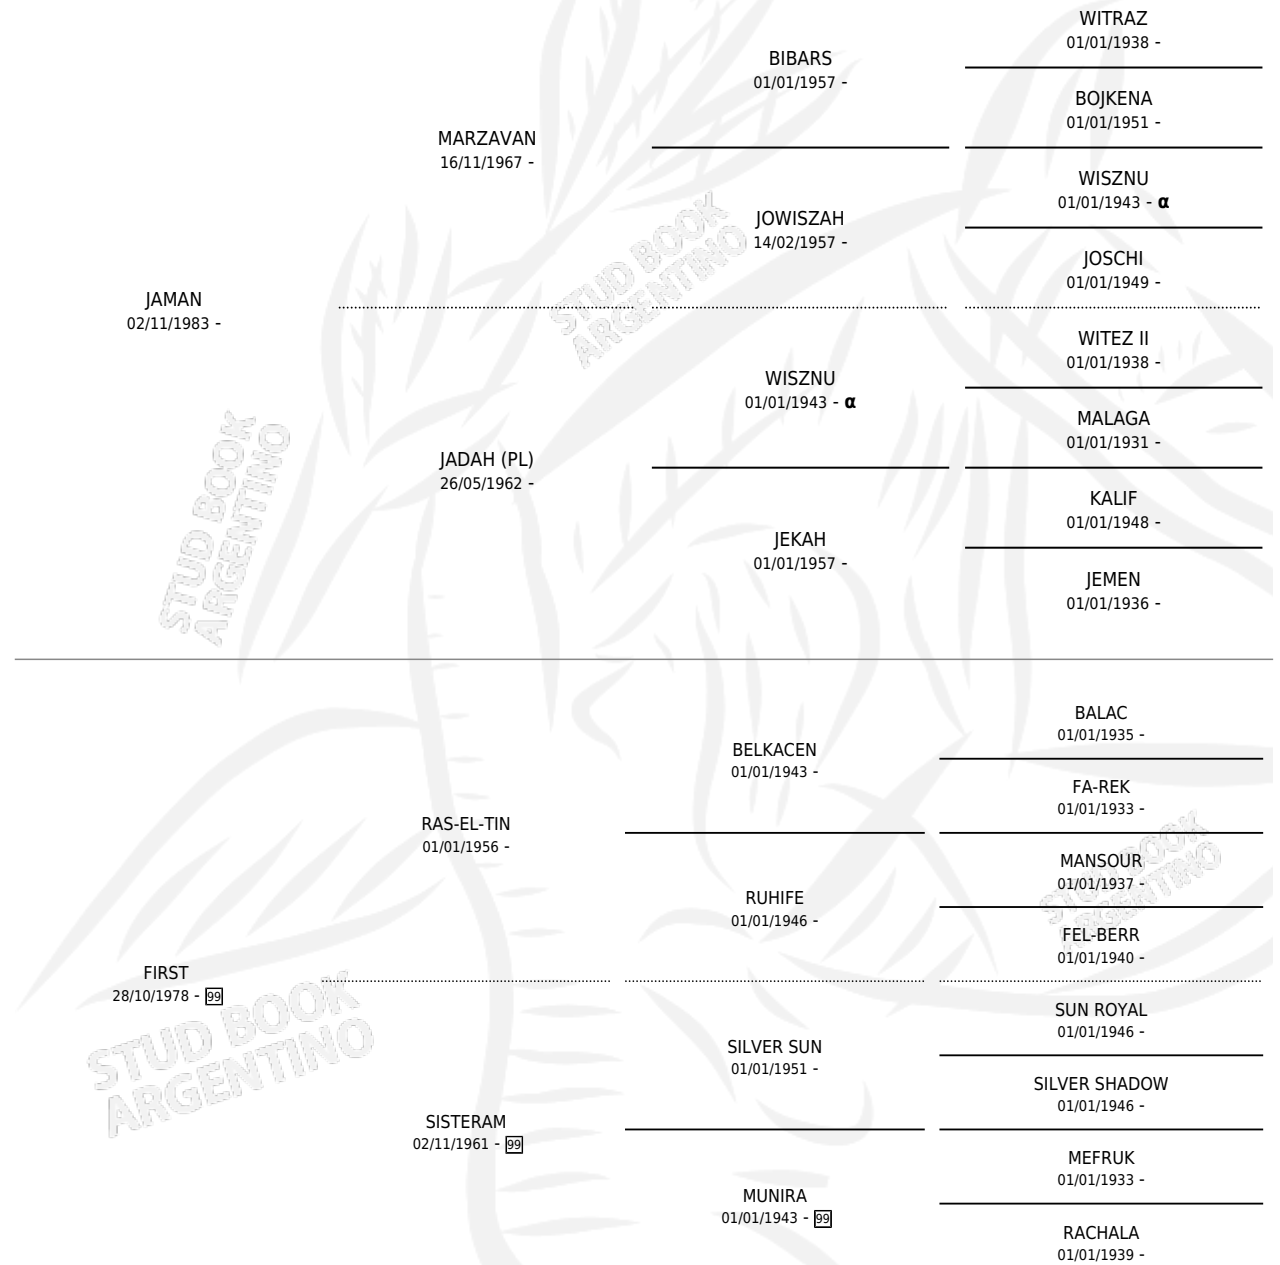 WITRAZ
01/01/1938 -
BIBARS
01/01/1957 -
BOJKENA
01/01/1951 -
MARZAVAN
16/11/1967 -
WISZNU
01/01/1943 - α
JOWISZAH
14/02/1957 -
JOSCHI
01/01/1949 -
JAMAN
02/11/1983 -
WITEZ II
01/01/1938 -
WISZNU
01/01/1943 - α
MALAGA
01/01/1931 -
JADAH (PL)
26/05/1962 -
KALIF
01/01/1948 -
JEKAH
01/01/1957 -
JEMEN
01/01/1936 -
STUD BOOK
ARGENTINO
STUD BOOK
ARGENTINO
BALAC
01/01/1935 -
BELKACEN
01/01/1943 -
FA-REK
01/01/1933 -
RAS-EL-TIN
01/01/1956 -
MANSOUR
01/01/1937 -
RUHIFE
01/01/1946 -
FEL-BERR
01/01/1940 -
FIRST
28/10/1978 - 99
SUN ROYAL
01/01/1946 -
SILVER SUN
01/01/1951 -
SILVER SHADOW
01/01/1946 -
SISTERAM
02/11/1961 - 99
MEFRUK
01/01/1933 -
MUNIRA
01/01/1943 - 99
RACHALA
01/01/1939 -
STUD BOOK
ARGENTINO
STUD BOOK
ARGENTINO